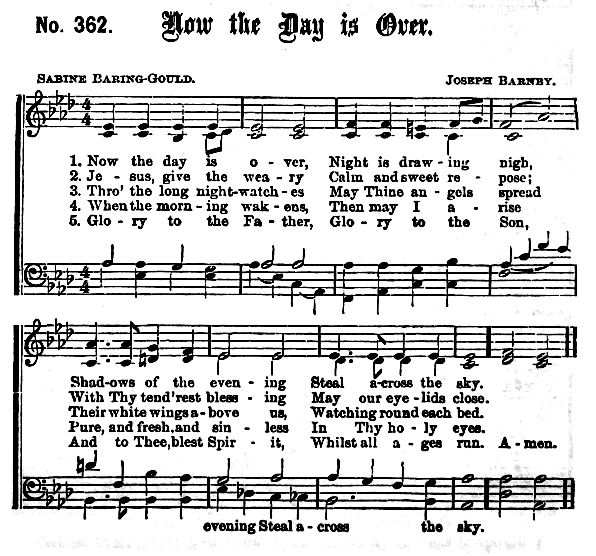 No. 362. Now the Day is Over.
SABINE BARING-GOULD. JOSEPH BARNBY.
1. Now the day is o - ver, Night is draw - ing nigh,
2. Je - sus, give the wea - ry Calm and sweet re - pose;
3. Thro' the long night-watch - es May Thine an - gels spread
4. When the morn - ing wak - ens, Then may I a - rise
5. Glo - ry to the Fa - ther, Glo - ry to the Son,
Shad-ows of the even - ing Steal a-cross the sky.
With Thy tend'rest bless - ing May our eye-lids close.
Their white wings a-bove us, Watching round each bed.
Pure, and fresh, and sin - less In Thy ho - ly eyes.
And to Thee, blest Spir - it, Whilst all a - ges run. A - men.
evening Steal a - cross the sky.